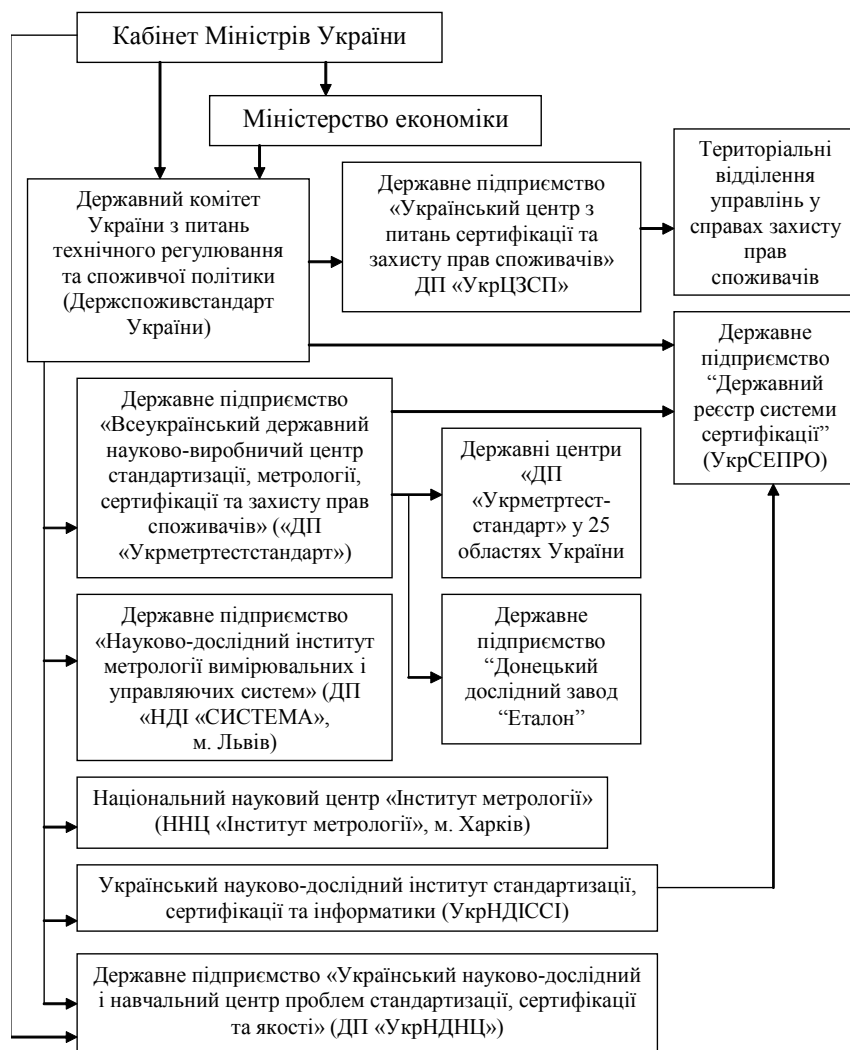 Кабінет Міністрів України
Міністерство економіки
Державний комітет
України з питань
технічного регулювання
та споживчої політики
(Держспоживстандарт
України)
Державне підприємство
«Український центр з
питань сертифікації та
захисту прав споживачів»
ДП «УкрЦЗСП»
Територіальні
відділення
управлінь у
справах захисту
прав
споживачів
Державне
підприємство
“Державний
реєстр системи
сертифікації”
(УкрСЕПРО)
Державне підприємство
«Всеукраїнський державний
науково-виробничий центр
стандартизації, метрології,
сертифікації та захисту прав
споживачів» («ДП
«Укрметртестстандарт»)
Державні центри
«ДП
«Укрметртест-
стандарт» у 25
областях України
Державне підприємство
«Науково-дослідний інститут
метрології вимірювальних і
управляючих систем» (ДП
«НДІ «СИСТЕМА»,
м. Львів)
Державне
підприємство
“Донецький
дослідний завод
“Еталон”
Національний науковий центр «Інститут метрології»
(ННЦ «Інститут метрології», м. Харків)
Український науково-дослідний інститут стандартизації,
сертифікації та інформатики (УкрНДІССІ)
Державне підприємство «Український науково-дослідний
і навчальний центр проблем стандартизації, сертифікації
та якості» (ДП «УкрНДНЦ»)